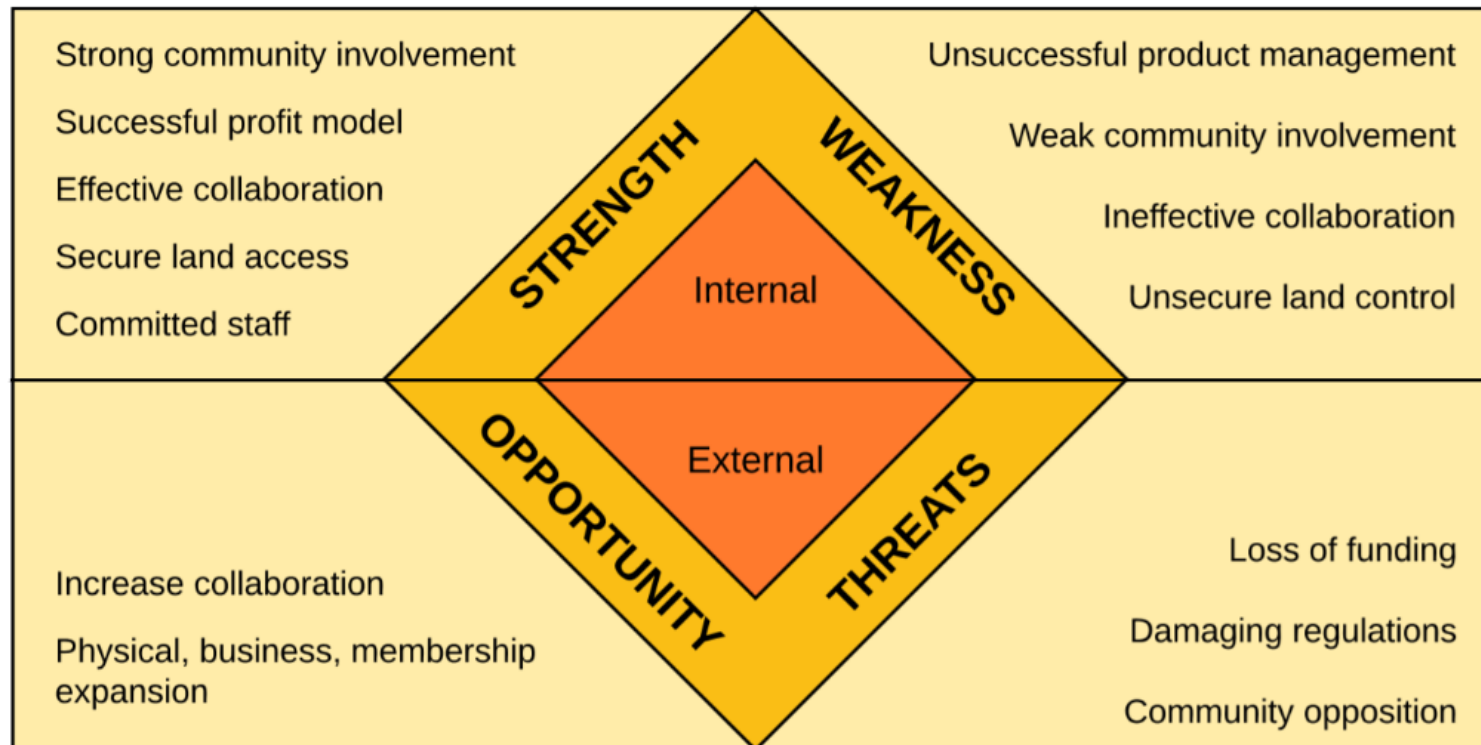 Strong community involvement
Successful profit model
Effective collaboration
Secure land access
Committed staff
STRENGTH
WEAKNESS
Unsuccessful product management
Weak community involvement
Ineffective collaboration
Unsecure land control
Internal
External
OPPORTUNITY
THREATS
Increase collaboration
Physical, business, membership
expansion
Loss of funding
Damaging regulations
Community opposition